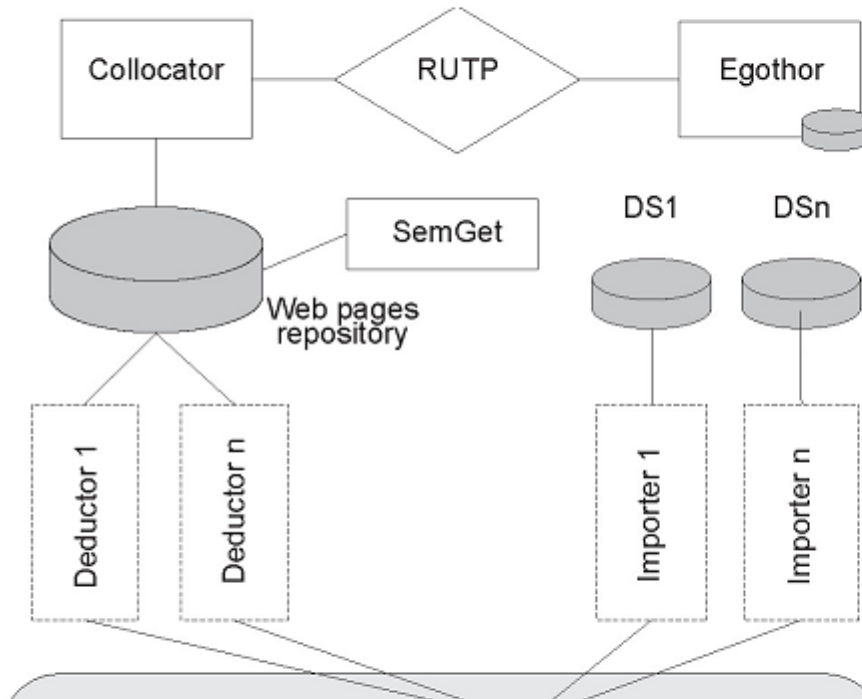 Collocator
RUTP
Egothor
SemGet
DS1
DSn
Web pages
repository
Deductor 1
Deductor n
Importer 1
Importer n